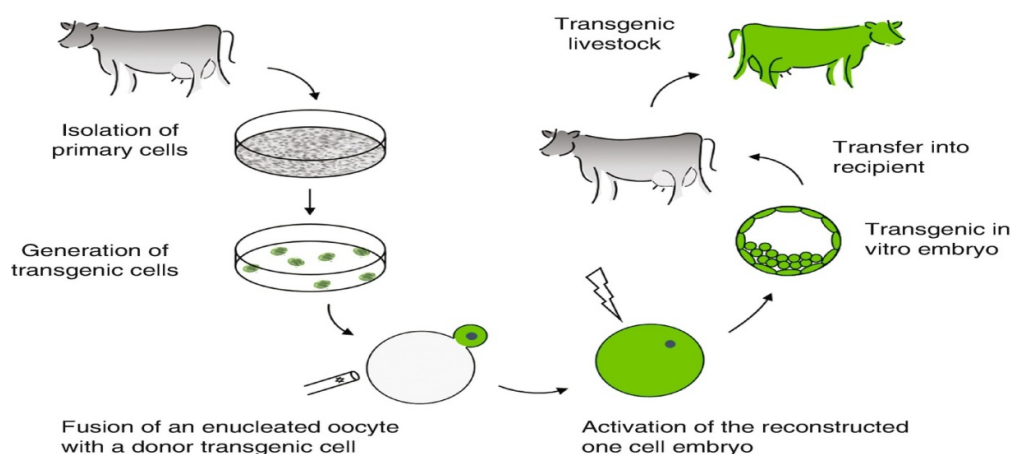 Isolation of
primary cells
Generation of
transgenic cells
Fusion of an enucleated oocyte
with a donor transgenic cell
Activation of the reconstructed
one cell embryo
Transgenic in
vitro embryo
Transfer into
recipient
Transgenic
livestock